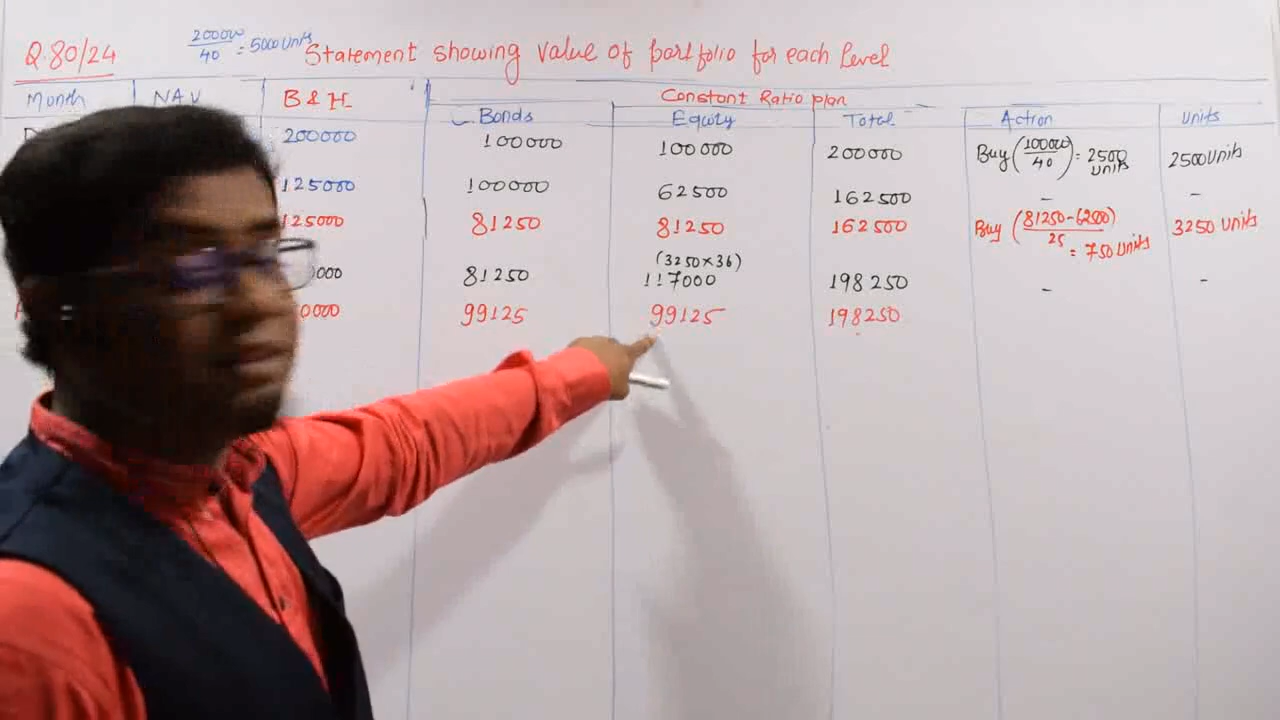 Q.80/24
200000/40 = 5000 Units
Statement showing value of portfolio for each level
Month NAV B & H Constant Ratio plan
Bonds Equity Total Action Units
200000 100000 100000 200000 Buy (100000/40) = 2500 units 2500 Units
125000 100000 62500 162500 - -
125000 81250 81250 162500 Buy (81250-62500)/25 = 750 Units 3250 Units
(3250×36)
81250 117000 198250 - -
99125 99125 198250